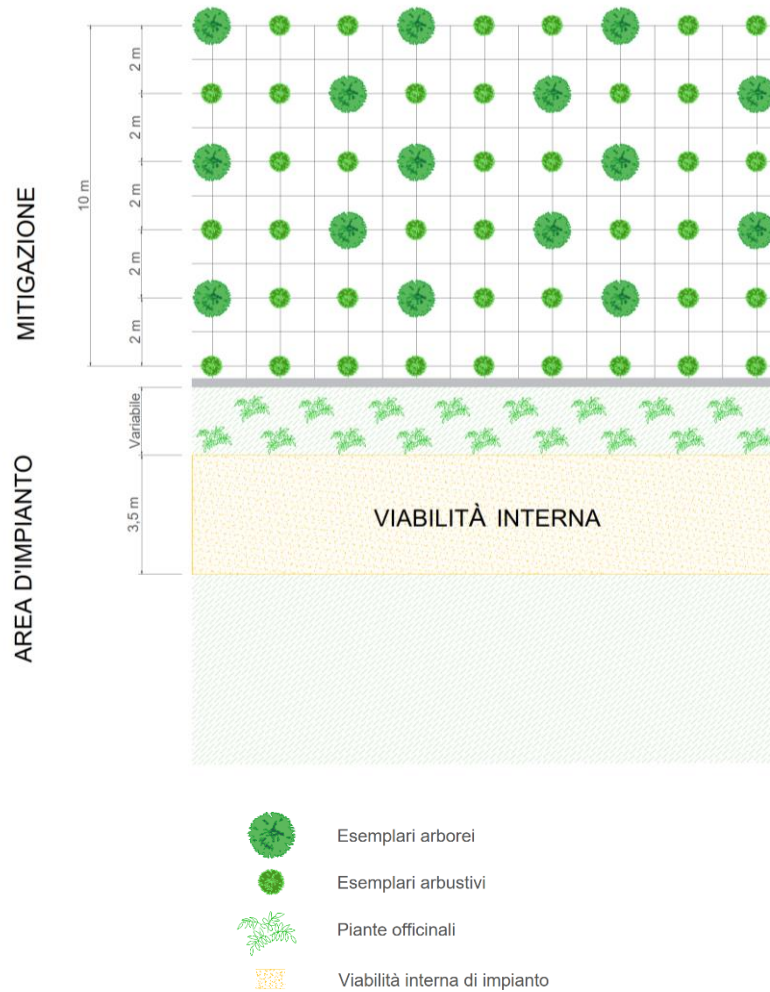 MITIGAZIONE
10 m
2 m
2 m
2 m
2 m
2 m
AREA D'IMPIANTO
Variabile
3,5 m
VIABILITÀ INTERNA
Esemplari arborei
Esemplari arbustivi
Piante officinali
Viabilità interna di impianto